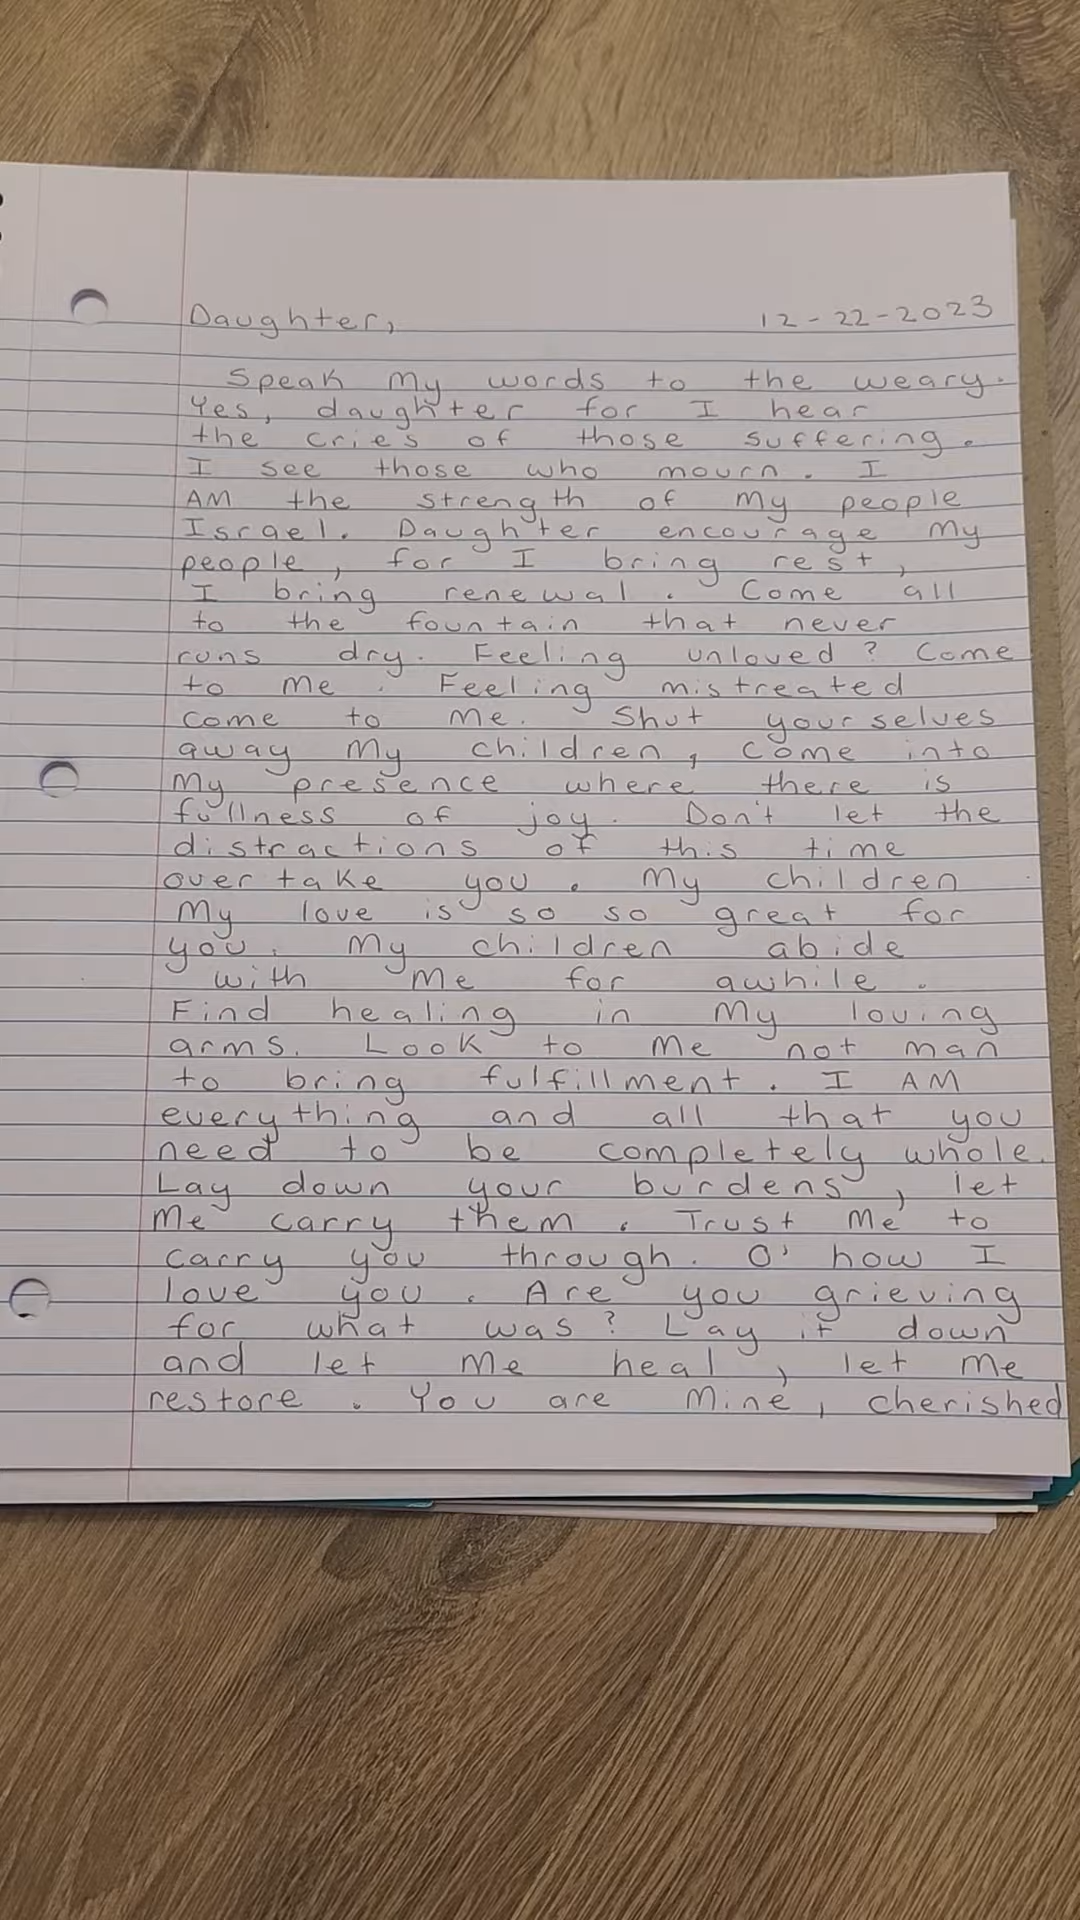 Daughter, 12-22-2023
Speak My words to the weary.
Yes, daughter for I hear
the cries of those suffering.
I see those who mourn. I
AM the strength of My people
Israel. Daughter encourage My
people, for I bring rest,
I bring renewal. Come all
to the fountain that never
runs dry. Feeling unloved? Come
to Me. Feeling mistreated
come to Me. Shut yourselves
away My children, come into
My presence where there is
fullness of joy. Don't let the
distractions of this time
overtake you. My children
My love is so so great for
you. My children abide
with Me for awhile.
Find healing in My loving
arms. Look to Me not man
to bring fulfillment. I AM
everything and all that you
need to be completely whole.
Lay down your burdens, let
Me carry them. Trust Me to
carry you through. O' how I
love you. Are you grieving
for what was? Lay it down
and let Me heal, let Me
restore. You are Mine, cherished